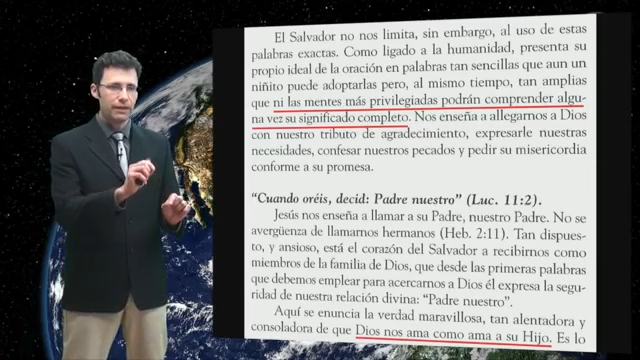 El Salvador no nos limita, sin embargo, al uso de estas
palabras exactas. Como ligado a la humanidad, presenta su
propio ideal de la oración en palabras tan sencillas que aun un
niñito puede adoptarlas pero, al mismo tiempo, tan amplias
que ni las mentes más privilegiadas podrán comprender algu-
na vez su significado completo. Nos enseña a allegarnos a Dios
con nuestro tributo de agradecimiento, expresarle nuestras
necesidades, confesar nuestros pecados y pedir su misericordia
conforme a su promesa.
“Cuando oréis, decid: Padre nuestro” (Luc. 11:2).
Jesús nos enseña a llamar a su Padre, nuestro Padre. No se
avergüenza de llamarnos hermanos (Heb. 2:11). Tan dispues-
to, y ansioso, está el corazón del Salvador a recibirnos como
miembros de la familia de Dios, que desde las primeras palabras
que debemos emplear para acercarnos a Dios él expresa la segu-
ridad de nuestra relación divina: “Padre nuestro”.
Aquí se enuncia la verdad maravillosa, tan alentadora y
consoladora de que Dios nos ama como ama a su Hijo. Es lo